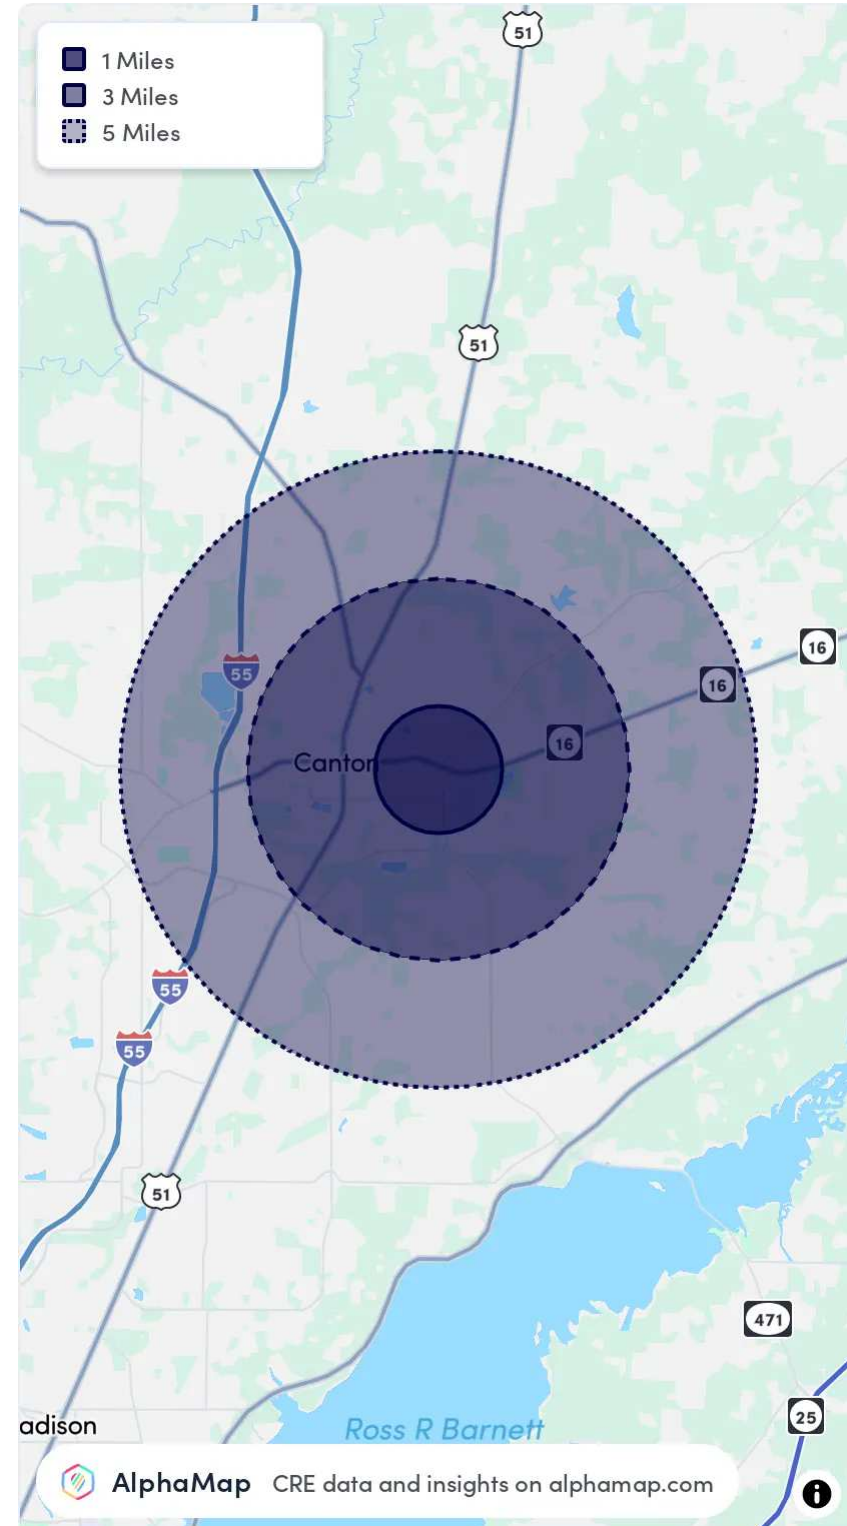 1 Miles
3 Miles
5 Miles
51
51
16
16
16
55
Canton
55
55
51
471
25
adison
Ross R Barnett
AlphaMap CRE data and insights on alphamap.com
i